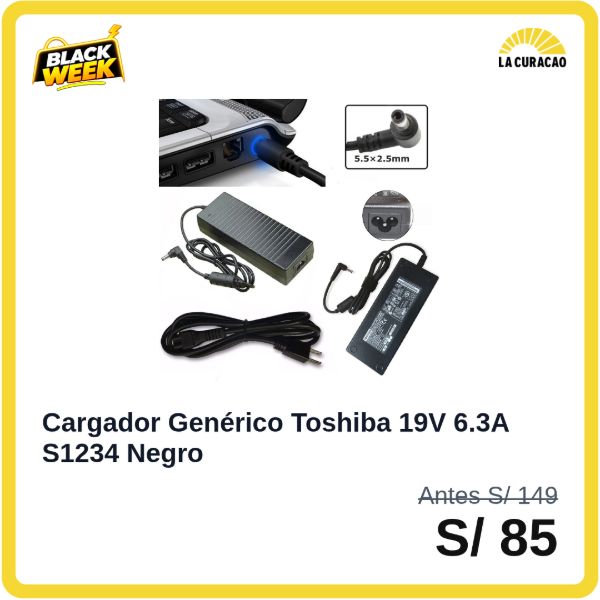 BLACK
WEEK
LA CURACAO
5.5×2.5mm
Cargador Genérico Toshiba 19V 6.3A
S1234 Negro
Antes S/ 149
S/ 85